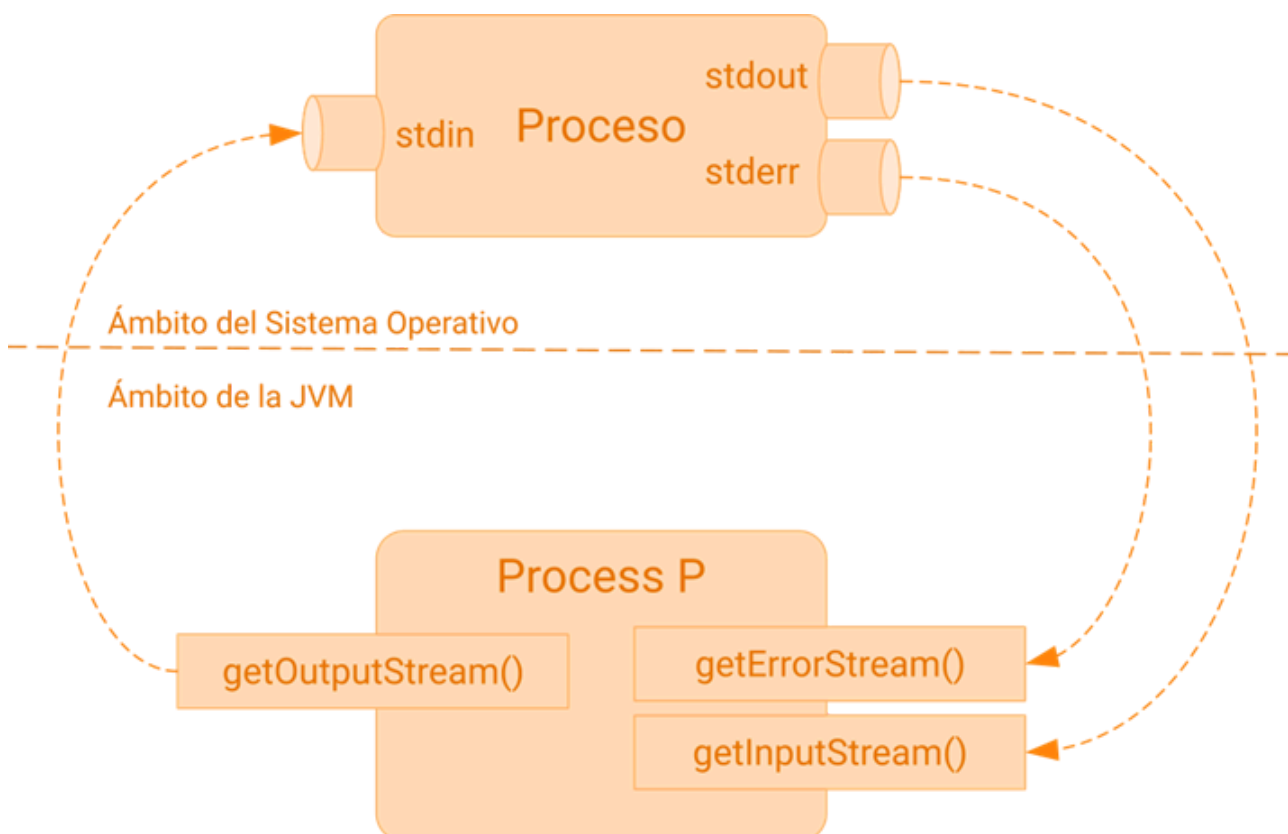 stdout
stdin
Proceso
stderr
Ámbito del Sistema Operativo
Ámbito de la JVM
Process P
getOutputStream()
getErrorStream()
getInputStream()